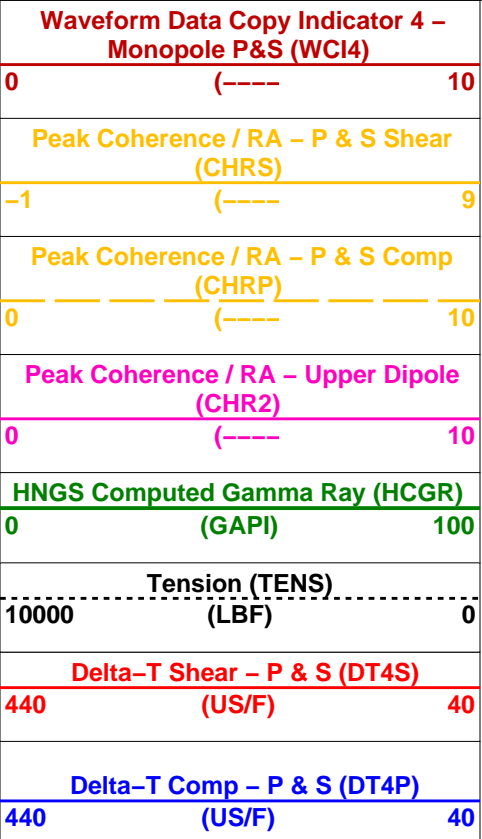 Waveform Data Copy Indicator 4 –
Monopole P&S (WCI4)
0 (−−−− 10
Peak Coherence / RA – P & S Shear
(CHRS)
−1 (−−−− 9
Peak Coherence / RA – P & S Comp
(CHRP)
0 (−−−− 10
Peak Coherence / RA – Upper Dipole
(CHR2)
0 (−−−− 10
HNGS Computed Gamma Ray (HCGR)
0 (GAPI) 100
Tension (TENS)
10000 (LBF) 0
Delta−T Shear – P & S (DT4S)
440 (US/F) 40
Delta−T Comp – P & S (DT4P)
440 (US/F) 40